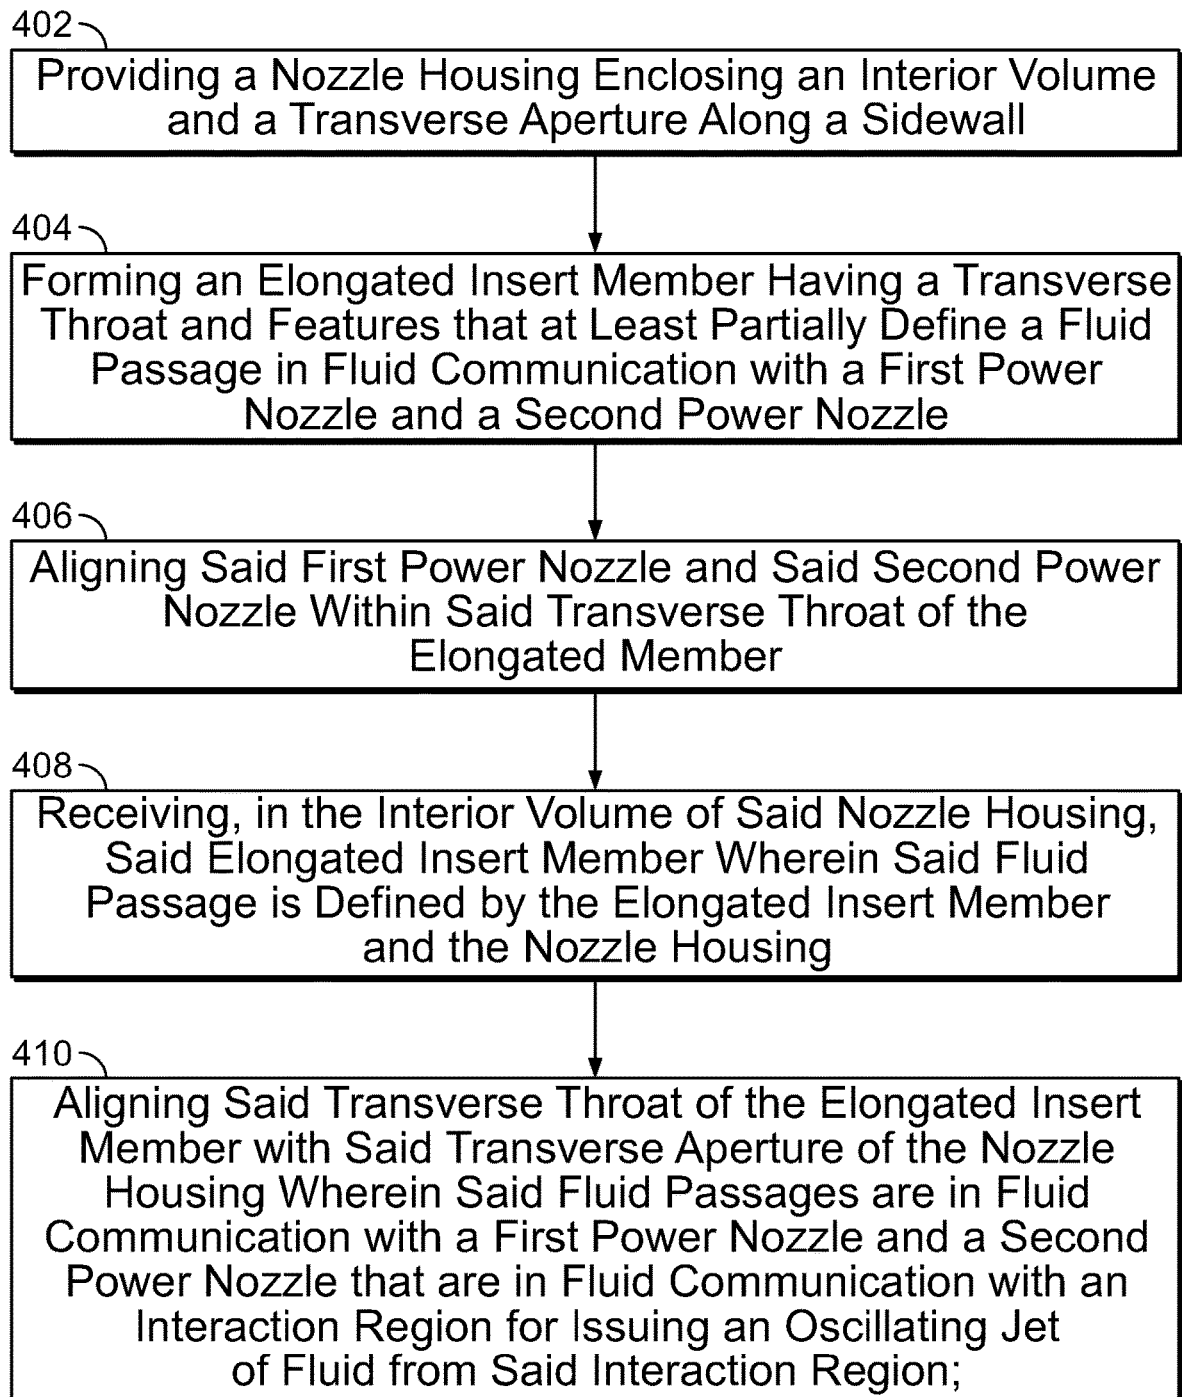 402
Providing a Nozzle Housing Enclosing an Interior Volume
and a Transverse Aperture Along a Sidewall
404
Forming an Elongated Insert Member Having a Transverse
Throat and Features that at Least Partially Define a Fluid
Passage in Fluid Communication with a First Power
Nozzle and a Second Power Nozzle
406
Aligning Said First Power Nozzle and Said Second Power
Nozzle Within Said Transverse Throat of the
Elongated Member
408
Receiving, in the Interior Volume of Said Nozzle Housing,
Said Elongated Insert Member Wherein Said Fluid
Passage is Defined by the Elongated Insert Member
and the Nozzle Housing
410
Aligning Said Transverse Throat of the Elongated Insert
Member with Said Transverse Aperture of the Nozzle
Housing Wherein Said Fluid Passages are in Fluid
Communication with a First Power Nozzle and a Second
Power Nozzle that are in Fluid Communication with an
Interaction Region for Issuing an Oscillating Jet
of Fluid from Said Interaction Region;